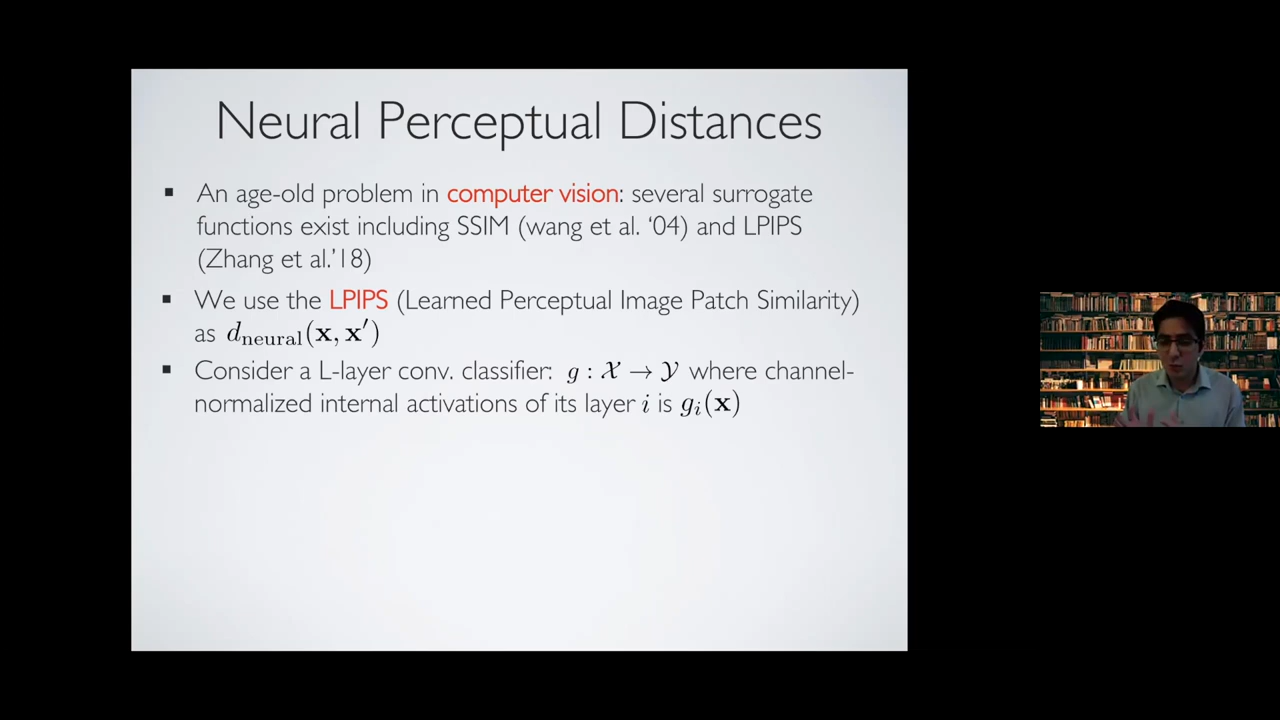 Neural Perceptual Distances
▪ An age-old problem in computer vision: several surrogate
functions exist including SSIM (wang et al. ‘04) and LPIPS
(Zhang et al.’18)
▪ We use the LPIPS (Learned Perceptual Image Patch Similarity)
as d_neural(x, x′)
▪ Consider a L-layer conv. classifier: g : 𝒳 → 𝒴 where channel-
normalized internal activations of its layer i is g_i(x)